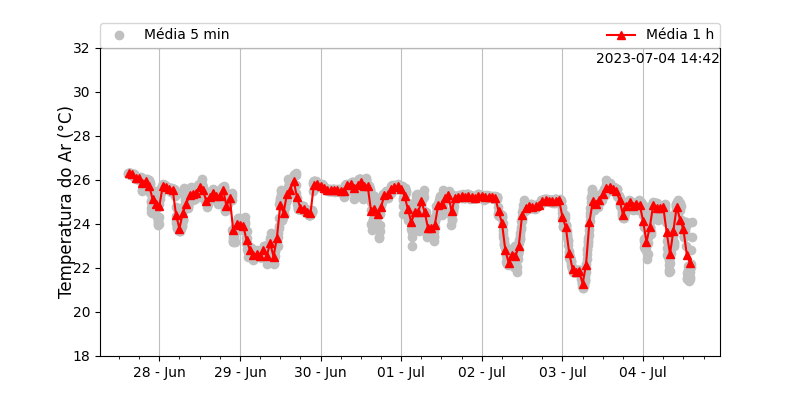 Média 5 min
Média 1 h
2023-07-04 14:42
Temperatura do Ar (°C)
32
30
28
26
24
22
20
18
28 - Jun
29 - Jun
30 - Jun
01 - Jul
02 - Jul
03 - Jul
04 - Jul